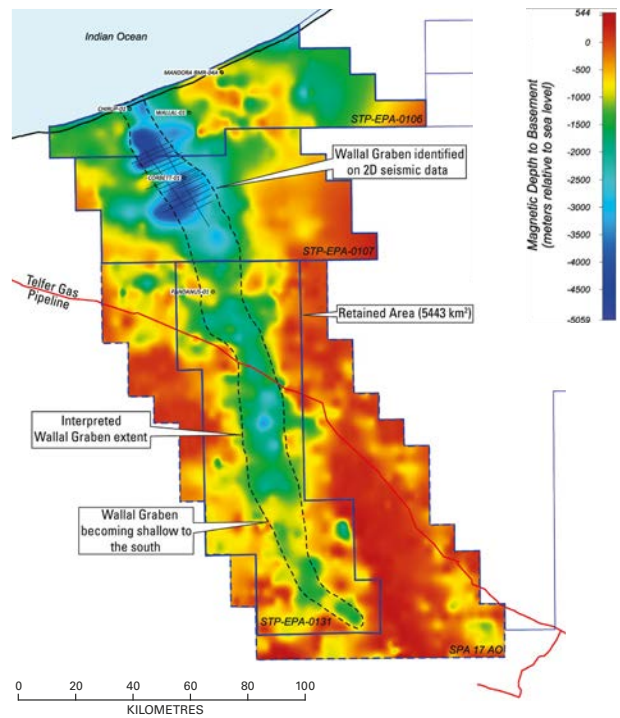 Indian Ocean
MANDORA BMR-04A
CHIRUP-01
WALLAL-01
STP-EPA-0106
Wallal Graben identified
on 2D seismic data
CORBETT-01
STP-EPA-0107
Telfer Gas
Pipeline
PANDANUS-01
Retained Area (5443 km²)
Interpreted
Wallal Graben extent
Wallal Graben
becoming shallow to
the south
STP-EPA-0131
SPA 17 AO
0 20 40 60 80 100
KILOMETRES
Magnetic Depth to Basement
(meters relative to sea level)
544
0
-500
-1000
-1500
-2000
-2500
-3000
-3500
-4000
-4500
-5000
-5059